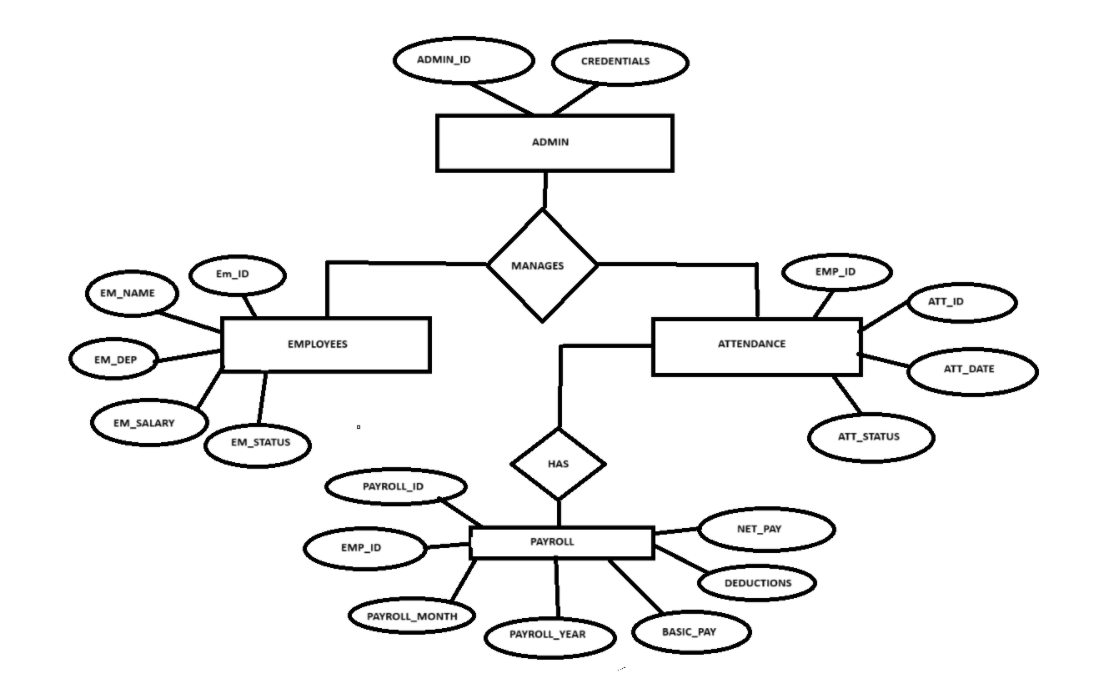 ADMIN_ID
CREDENTIALS
ADMIN
MANAGES
Em_ID
EM_NAME
EM_DEP
EM_SALARY
EM_STATUS
EMPLOYEES
EMP_ID
ATT_ID
ATT_DATE
ATT_STATUS
ATTENDANCE
HAS
PAYROLL_ID
EMP_ID
PAYROLL_MONTH
PAYROLL_YEAR
BASIC_PAY
DEDUCTIONS
NET_PAY
PAYROLL